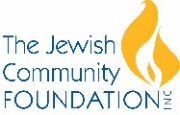 The Jewish
Community
FOUNDATION
INC